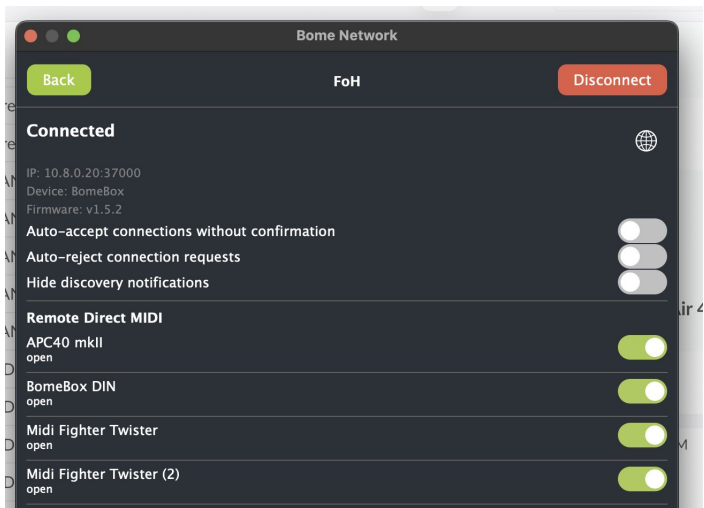 Bome Network
Back
FoH
Disconnect
Connected
IP: 10.8.0.20:37000
Device: BomeBox
Firmware: v1.5.2
Auto-accept connections without confirmation
Auto-reject connection requests
Hide discovery notifications
Remote Direct MIDI
APC40 mkII
open
BomeBox DIN
open
Midi Fighter Twister
open
Midi Fighter Twister (2)
open